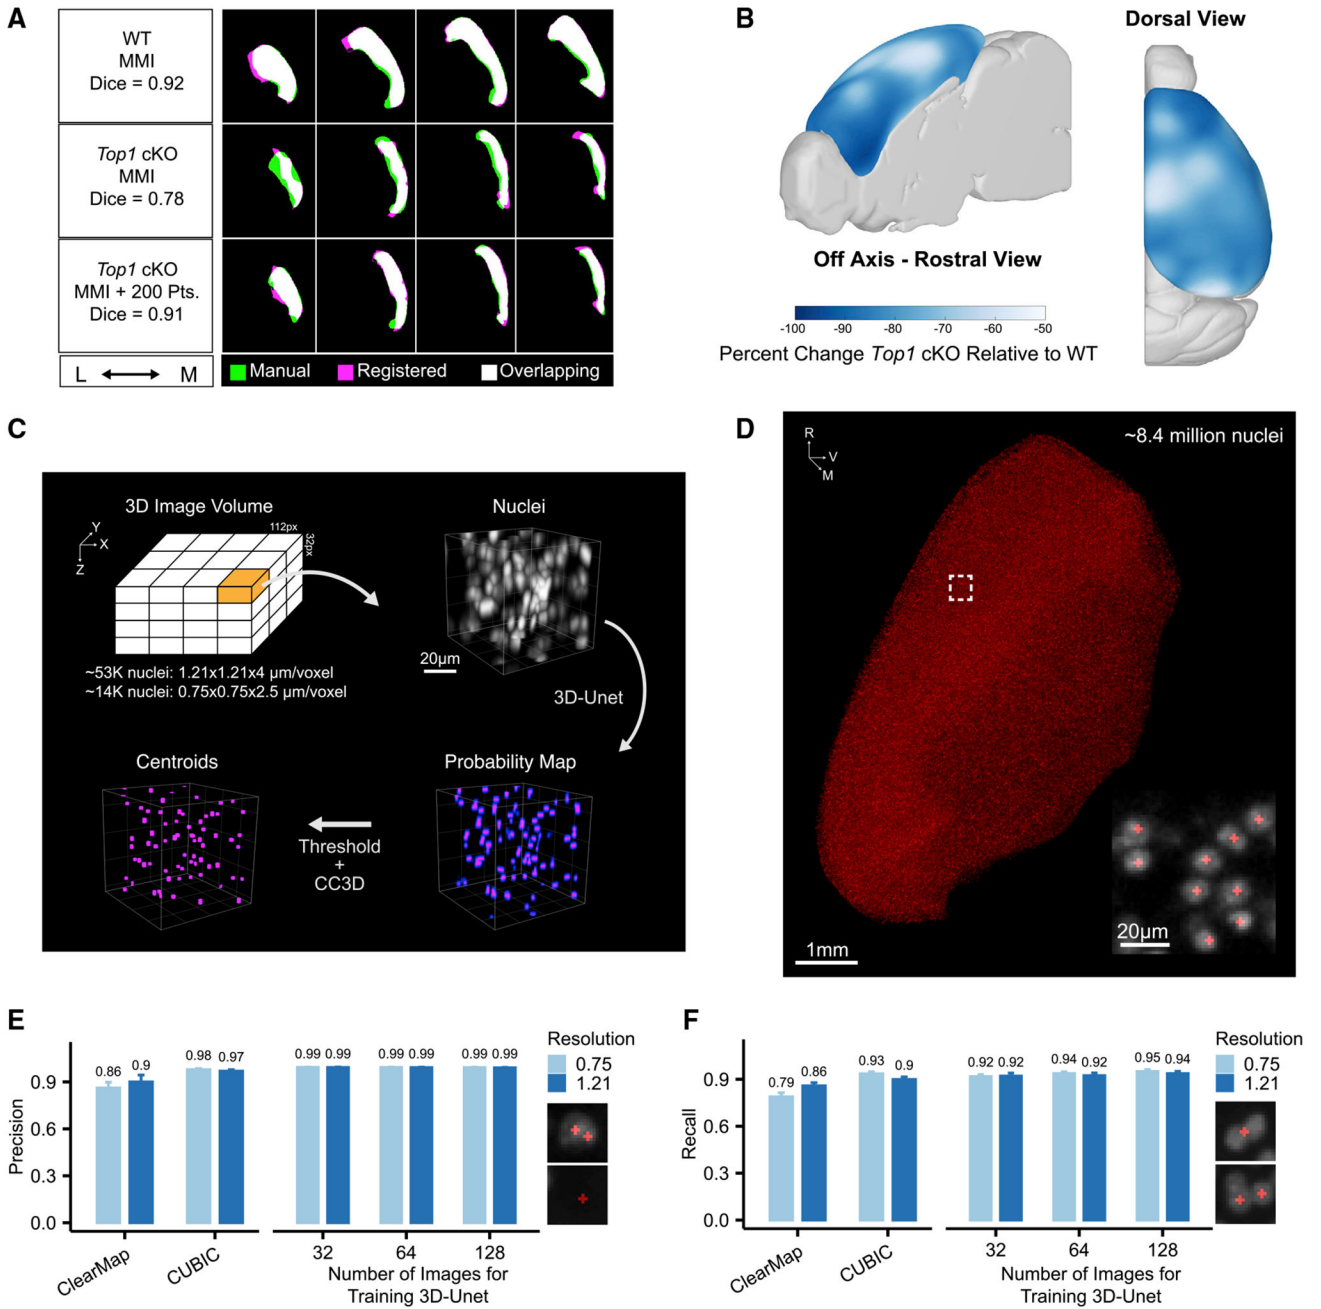 A
WT
MMI
Dice = 0.92
Top1 cKO
MMI
Dice = 0.78
Top1 cKO
MMI + 200 Pts.
Dice = 0.91
L M
Manual Registered Overlapping
B
Dorsal View
Off Axis - Rostral View
-100 -90 -80 -70 -60 -50
Percent Change Top1 cKO Relative to WT
C
3D Image Volume
112px
32px
Y
X
Z
~53K nuclei: 1.21x1.21x4 µm/voxel
~14K nuclei: 0.75x0.75x2.5 µm/voxel
Nuclei
20µm
3D-Unet
Centroids
Threshold
+
CC3D
Probability Map
D
R
V
M
~8.4 million nuclei
1mm
20µm
E
Precision
0.9
0.6
0.3
0.0
0.86 0.9 0.98 0.97 0.99 0.99 0.99 0.99 0.99 0.99
ClearMap CUBIC 32 64 128
Number of Images for
Training 3D-Unet
Resolution
0.75
1.21
F
Recall
0.9
0.6
0.3
0.0
0.79 0.86 0.93 0.9 0.92 0.92 0.94 0.92 0.95 0.94
ClearMap CUBIC 32 64 128
Number of Images for
Training 3D-Unet
Resolution
0.75
1.21